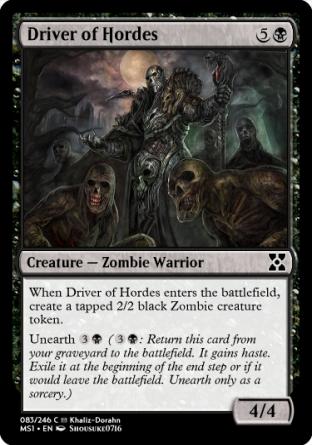 Driver of Hordes 5
Creature — Zombie Warrior
When Driver of Hordes enters the battlefield,
create a tapped 2/2 black Zombie creature
token.
Unearth 3 ( 3 : Return this card from
your graveyard to the battlefield. It gains haste.
Exile it at the beginning of the end step or if it
would leave the battlefield. Unearth only as a
sorcery.)
4/4
083/246 C Khaliz-Dorahn
MS1 • EN SHOUSUKE0716